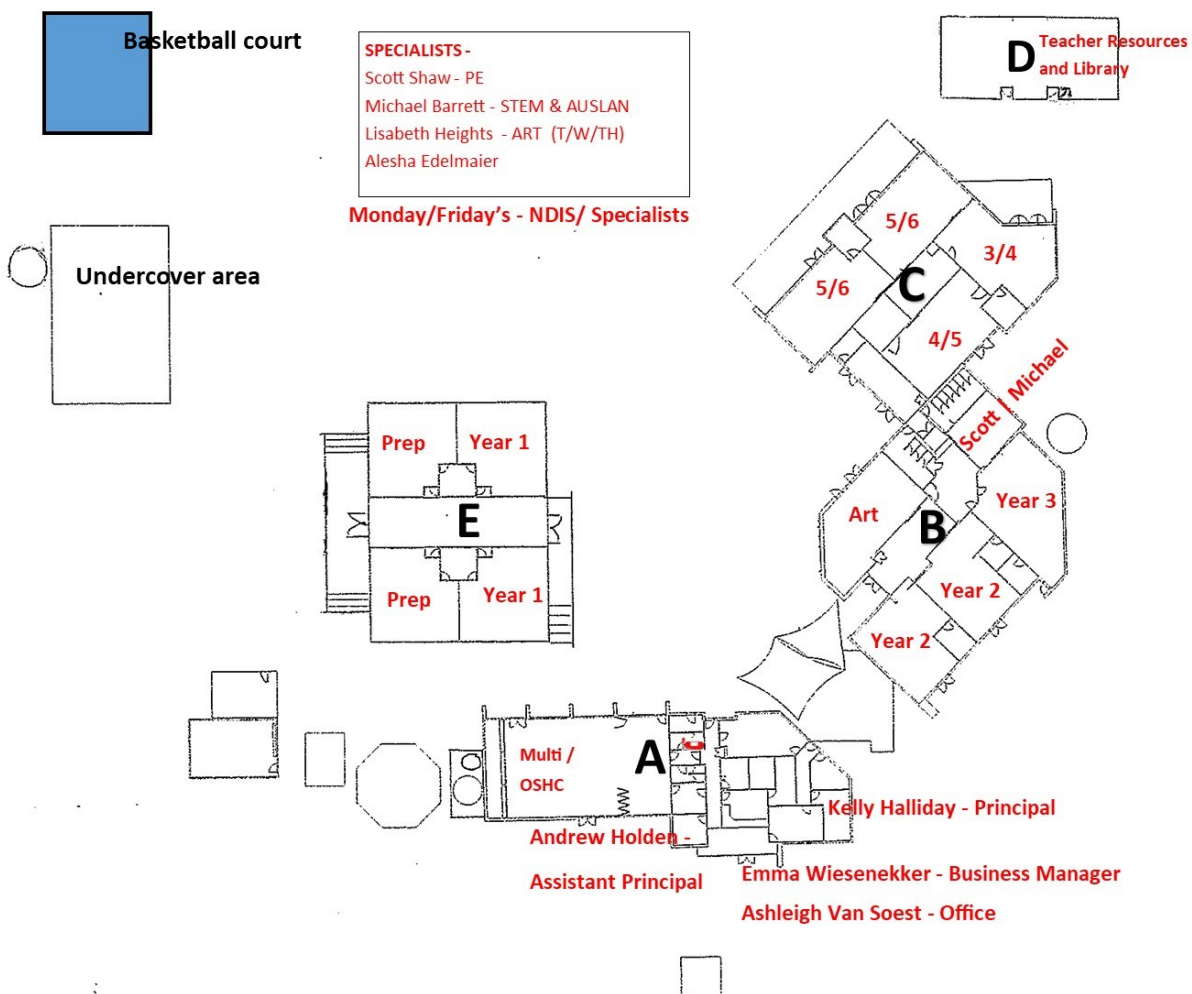 Basketball court
SPECIALISTS -
Scott Shaw - PE
Michael Barrett - STEM & AUSLAN
Lisabeth Heights - ART (T/W/TH)
Alesha Edelmaier
Monday/Friday's - NDIS/ Specialists
D
Teacher Resources
and Library
Undercover area
5/6
3/4
5/6
C
4/5
Scott
Michael
Prep
Year 1
E
Prep
Year 1
Year 3
Art
B
Year 2
Year 2
Multi /
OSHC
A
Kelly Halliday - Principal
Andrew Holden -
Assistant Principal
Emma Wiesenekker - Business Manager
Ashleigh Van Soest - Office